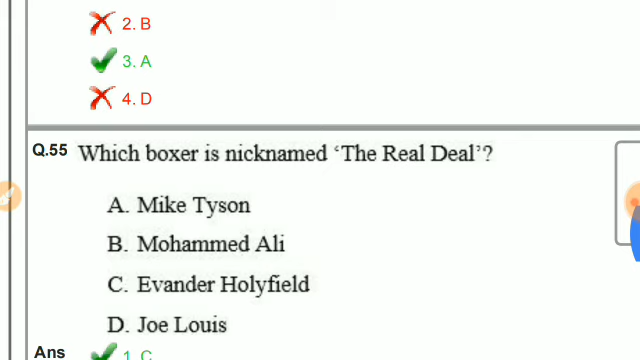 2. B
3. A
4. D
Q.55 Which boxer is nicknamed ‘The Real Deal’?
A. Mike Tyson
B. Mohammed Ali
C. Evander Holyfield
D. Joe Louis
Ans 1. C